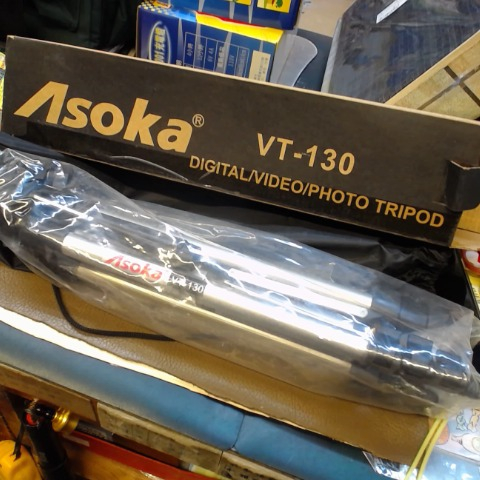 Asoka®
VT-130
DIGITAL/VIDEO/PHOTO TRIPOD
Asoka VT-130